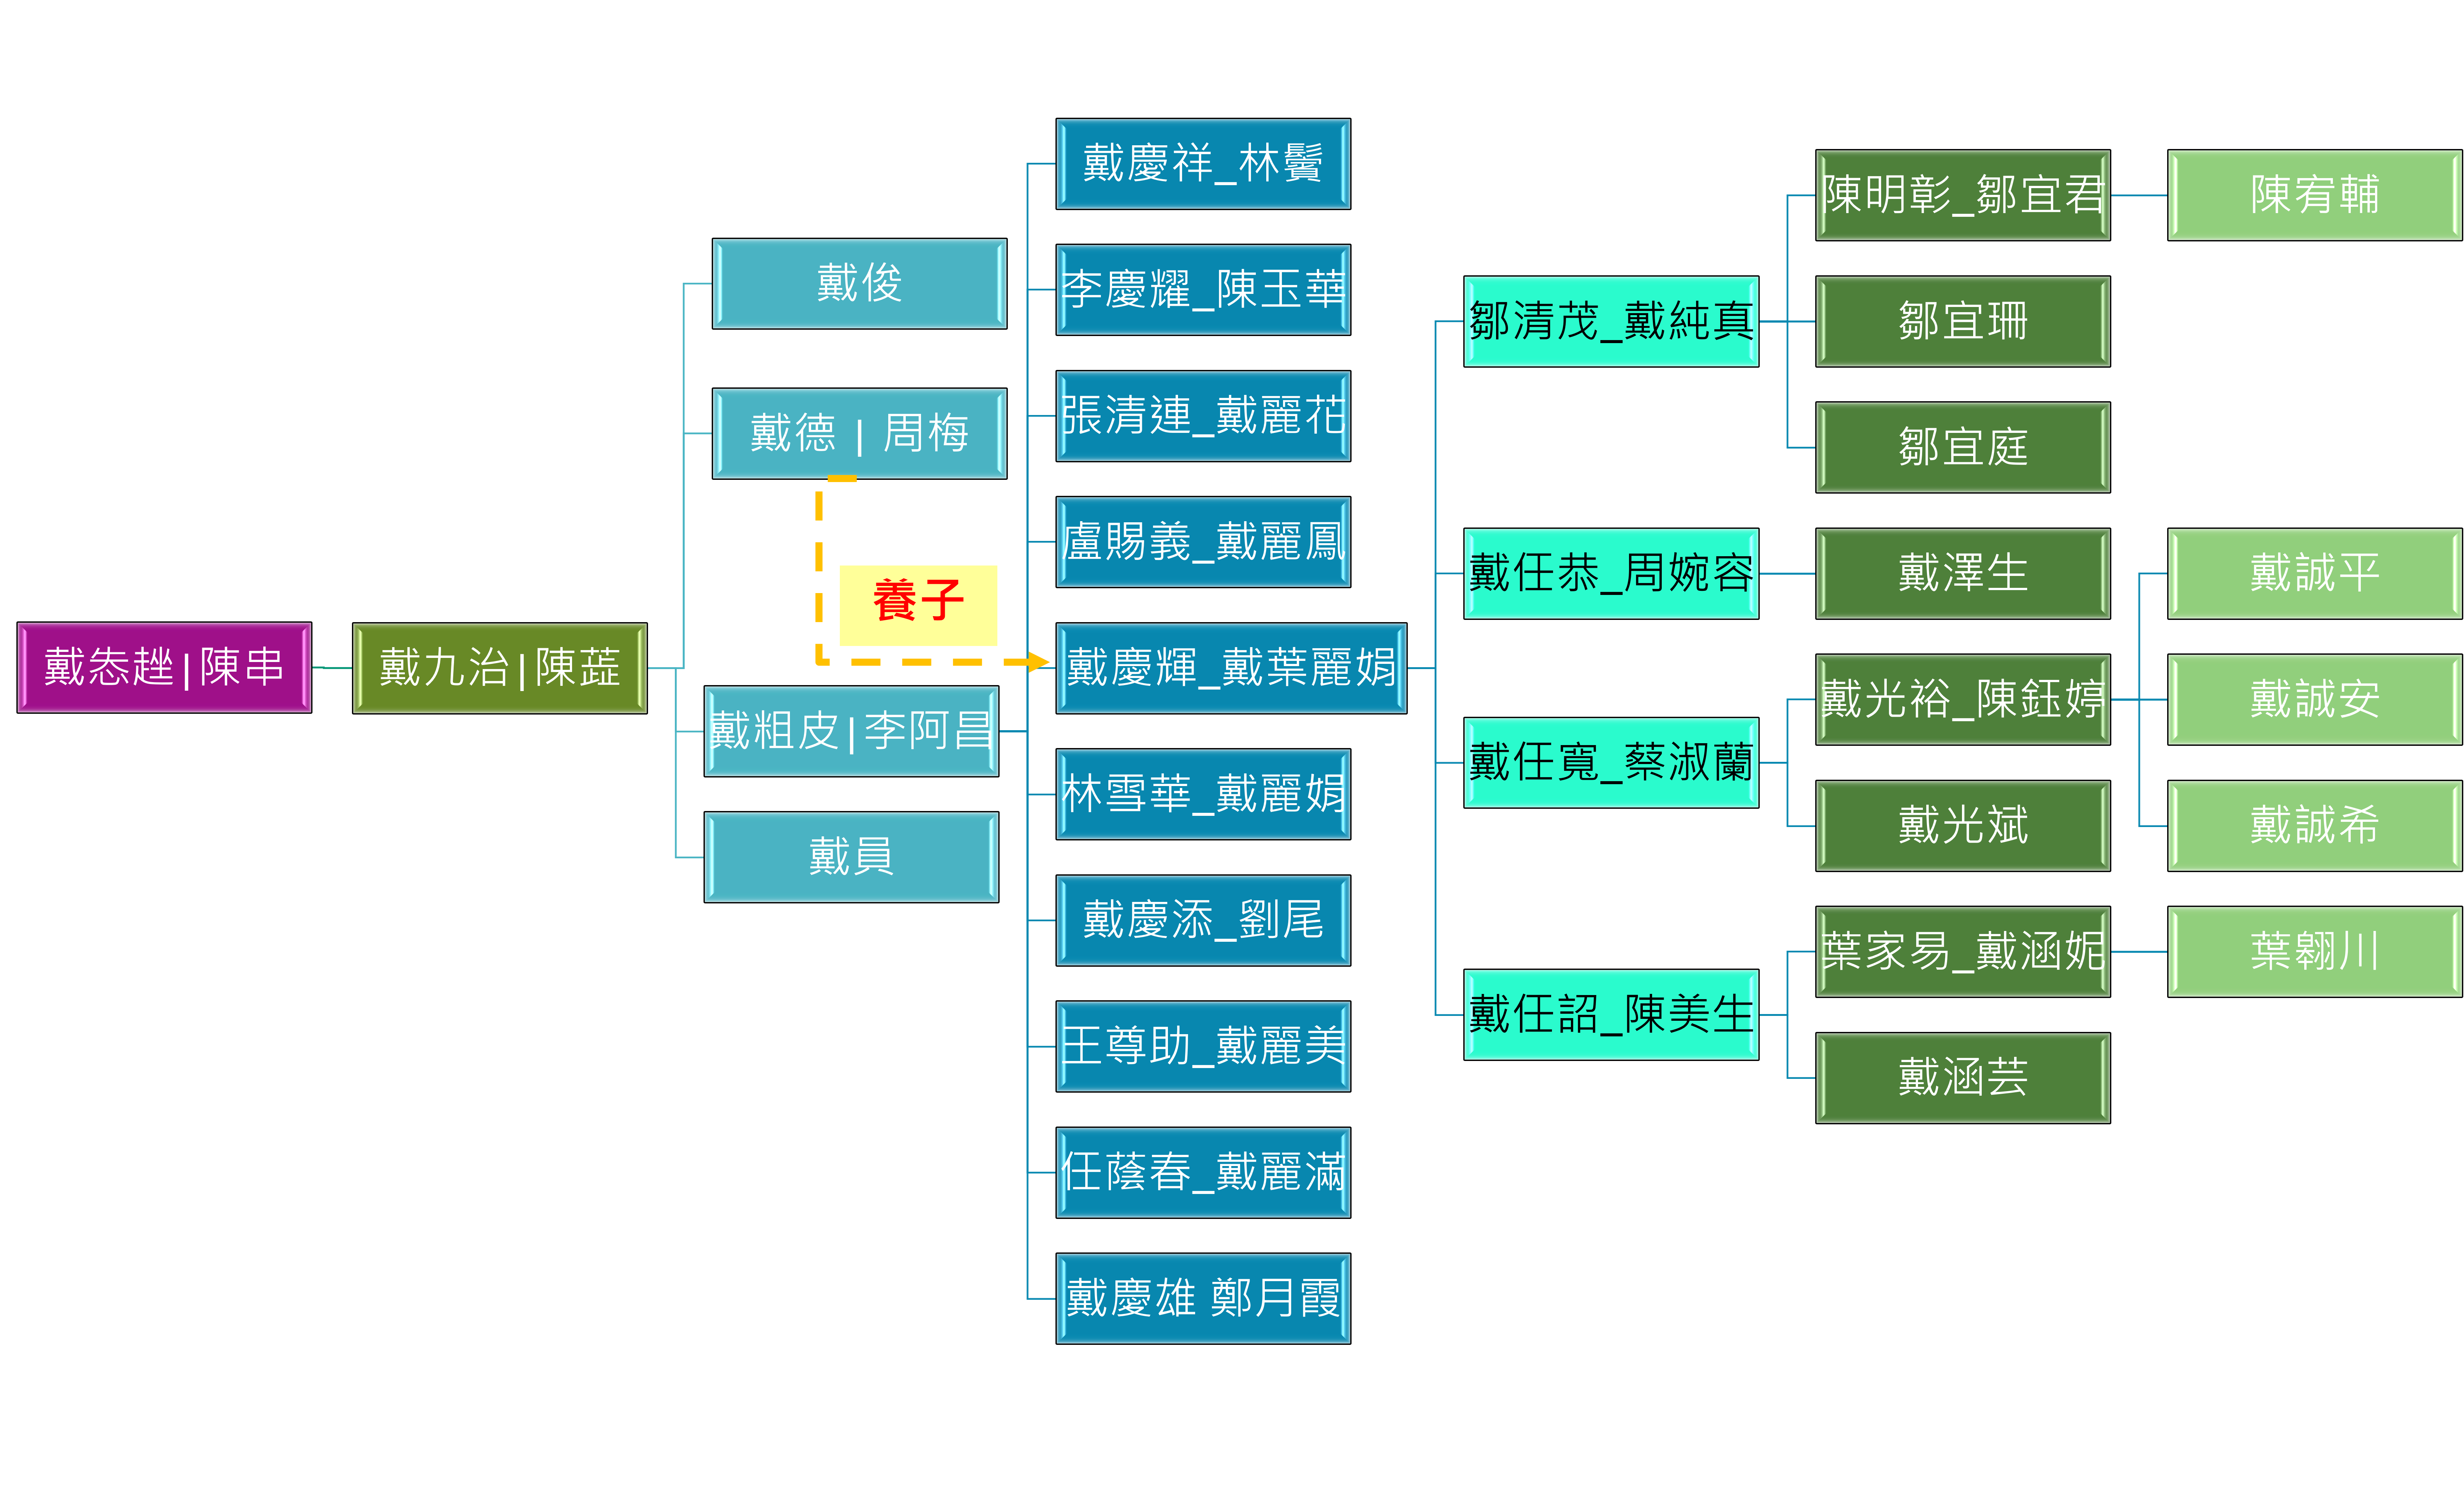 戴慶祥_林鬢
李慶耀_陳玉華
張清連_戴麗花
盧賜義_戴麗鳳
戴慶輝_戴葉麗娟
林雪華_戴麗娟
戴慶添_劉尾
王尊助_戴麗美
任蔭春_戴麗滿
戴慶雄 鄭月霞
戴俊
戴德 | 周梅
戴粗皮|李阿昌
戴員
養子
戴九治|陳
陳串
鄒清茂_戴純真
戴任恭_周婉容
戴任寬_蔡淑蘭
戴任詔_陳美生
陳明彰_鄒宜君
鄒宜珊
鄒宜庭
戴澤生
戴光裕_陳鈺婷
戴光斌
葉家易_戴涵妮
戴涵芸
陳宥輔
戴誠平
戴誠安
戴誠希
葉翱川